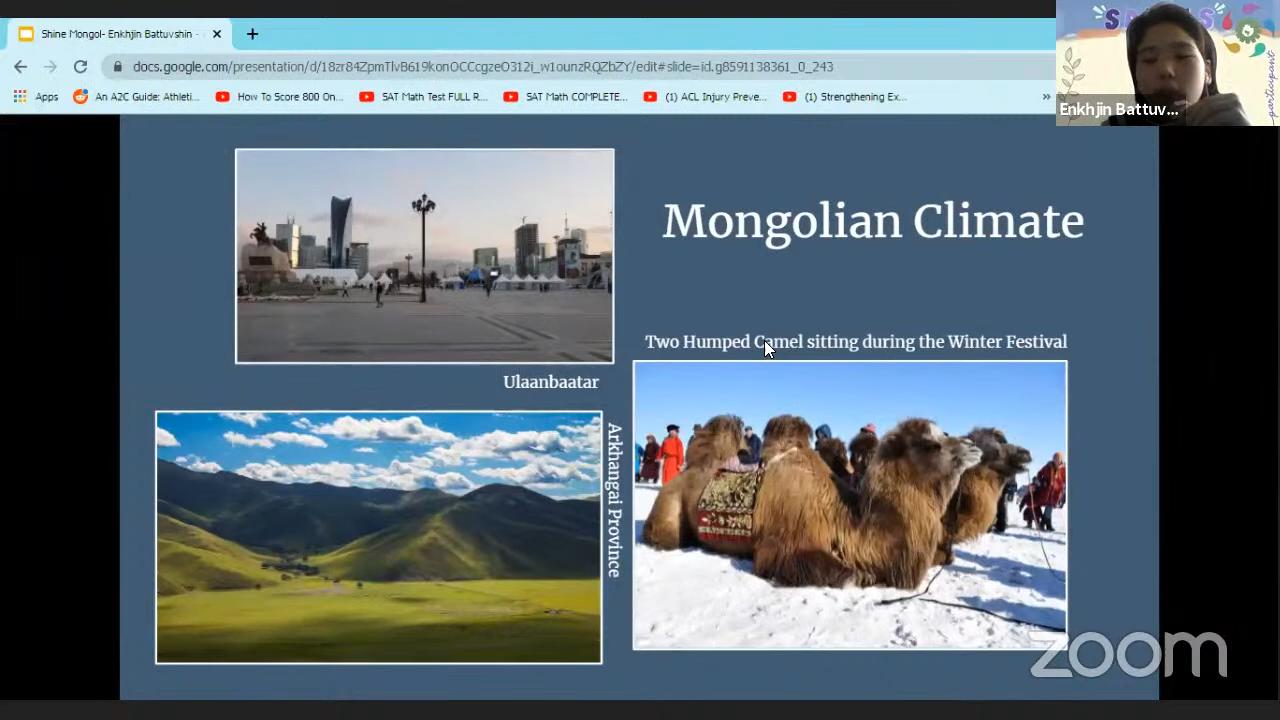 Shine Mongol- Enkhjin Battuvshin -
docs.google.com/presentation/d/18zr84ZpmTlvB619konOCCcgzeO312i_w1ounzRQZbZY/edit#slide=id.g8591138361_0_243
Apps
An A2C Guide: Athleti...
How To Score 800 On...
SAT Math Test FULL R...
SAT Math COMPLETE...
(1) ACL Injury Preve...
(1) Strengthening Ex...
»
Enkhjin Battuv...
participant
Mongolian Climate
Two Humped Camel sitting during the Winter Festival
Ulaanbaatar
Arkhangai Province
zoom